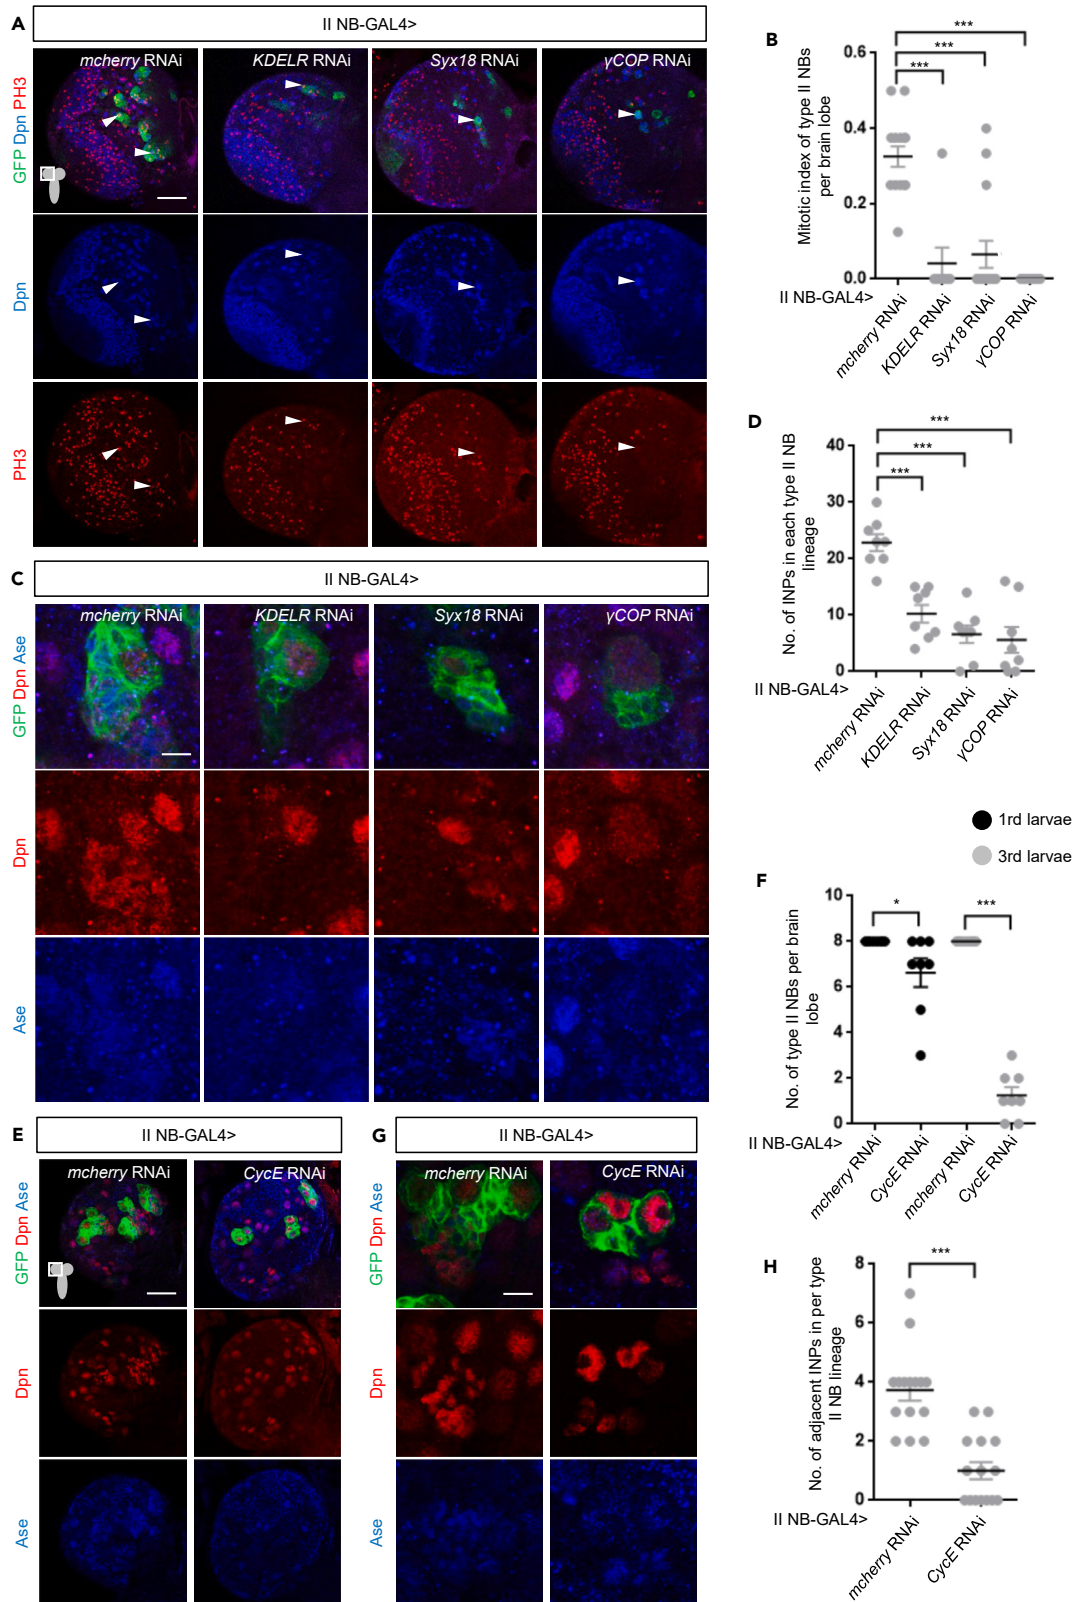 A
II NB-GAL4>
mcherry RNAi
KDELR RNAi
Syx18 RNAi
γCOP RNAi
GFP Dpn PH3
Dpn
PH3
B
***
***
***
Mitotic index of type II NBs
per brain lobe
0.6
0.4
0.2
0.0
II NB-GAL4>
mcherry RNAi
KDELR RNAi
Syx18 RNAi
γCOP RNAi
C
II NB-GAL4>
mcherry RNAi
KDELR RNAi
Syx18 RNAi
γCOP RNAi
GFP Dpn Ase
Dpn
Ase
D
***
***
***
No. of INPs in each type II NB
lineage
40
30
20
10
0
II NB-GAL4>
mcherry RNAi
KDELR RNAi
Syx18 RNAi
γCOP RNAi
E
II NB-GAL4>
mcherry RNAi
CycE RNAi
GFP Dpn Ase
Dpn
Ase
1rd larvae
3rd larvae
F
*
***
No. of type II NBs per brain
lobe
10
8
6
4
2
0
II NB-GAL4>
mcherry RNAi
CycE RNAi
mcherry RNAi
CycE RNAi
G
II NB-GAL4>
mcherry RNAi
CycE RNAi
GFP Dpn Ase
Dpn
Ase
H
***
No. of adjacent INPs in per type
II NB lineage
8
6
4
2
0
II NB-GAL4>
mcherry RNAi
CycE RNAi